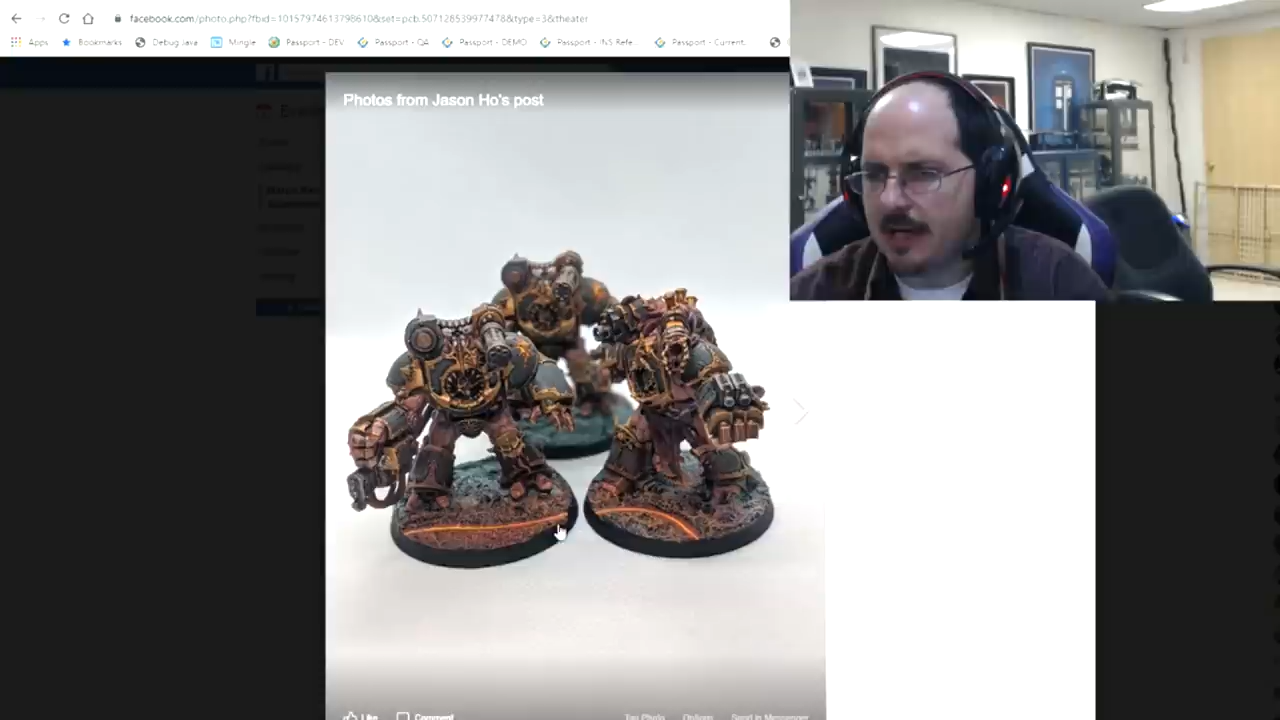 facebook.com/photo.php?fbid=10157974613798610&set=pcb.507128539977478&type=3&theater
Apps Bookmarks Debug Java Mingle Passport - DEV Passport - QA Passport - DEMO Passport - INS Refe... Passport - Current...
Photos from Jason Ho's post
Like Comment Tag Photo Options Send in Messenger